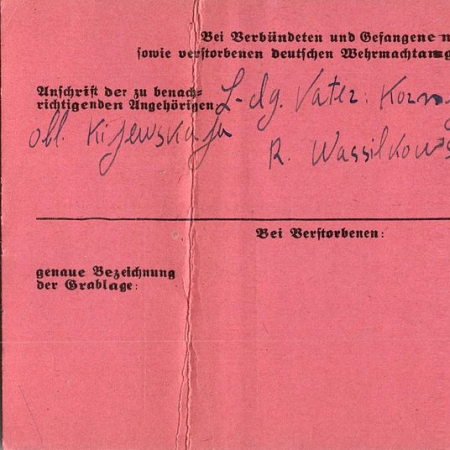 Bei Verbündeten und Gefangenen
sowie verstorbenen deutschen Wehrmachtang
Anschrift der zu benach-
richtigenden Angehörigen L-dg. Vater: Korn
obl. Kijewskaja
R. Wassilkows
Bei Verstorbenen:
genaue Bezeichnung
der Grablage: